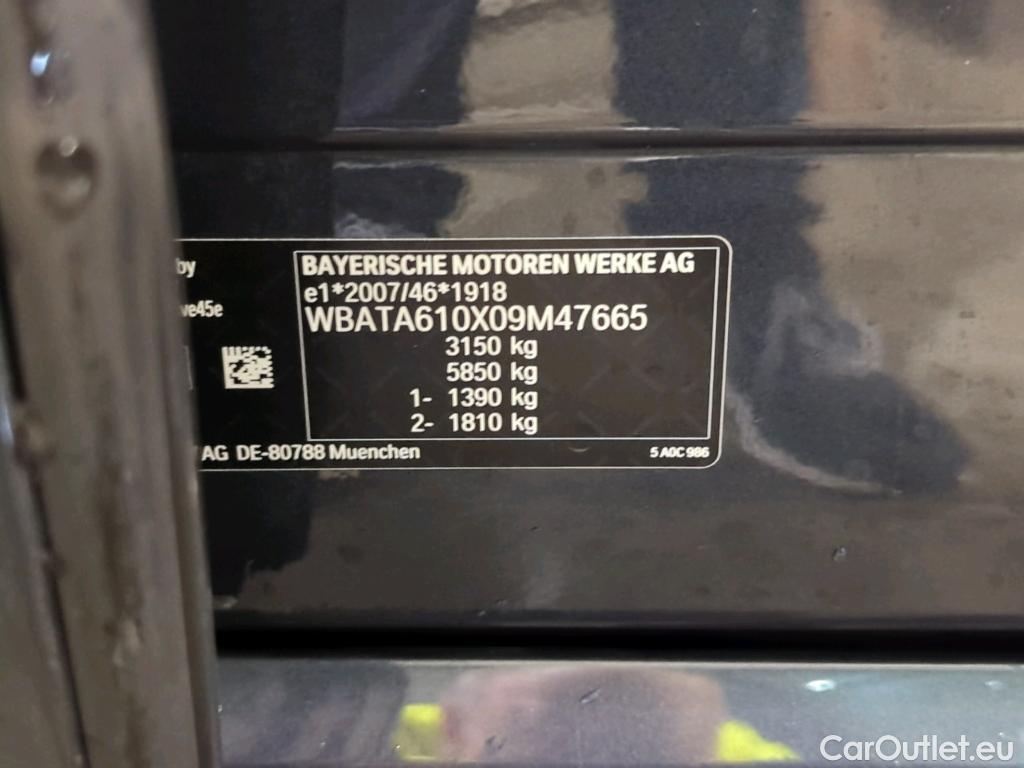 by
ve45e
AG DE-80788 Muenchen
BAYERISCHE MOTOREN WERKE AG
e1*2007/46*1918
WBATA610X09M47665
3150 kg
5850 kg
1- 1390 kg
2- 1810 kg
5 A0C 986
CarOutlet.eu